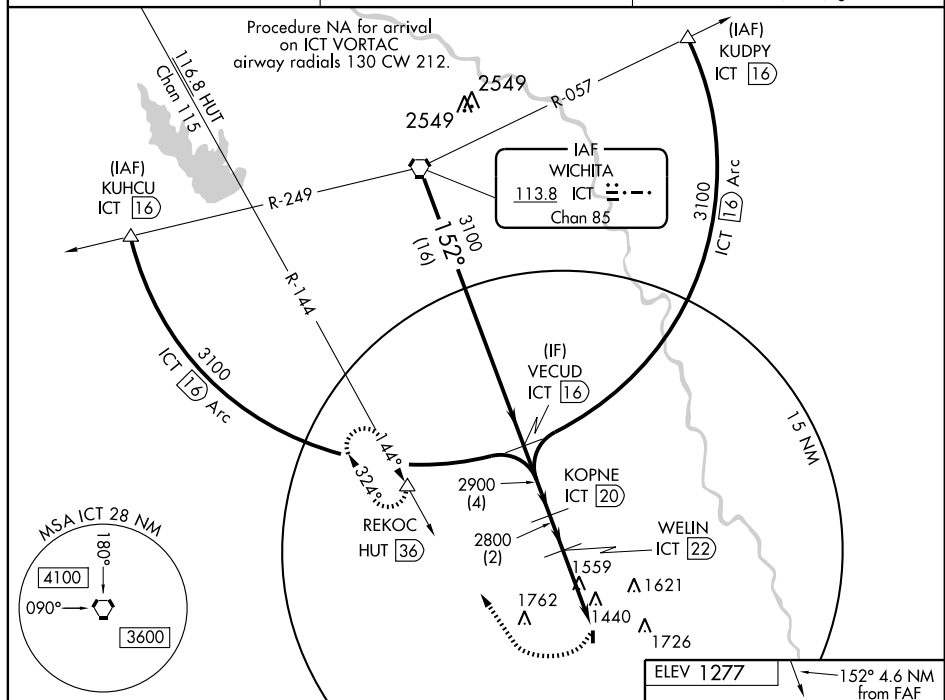 Procedure NA for arrival
on ICT VORTAC
airway radials 130 CW 212.
(IAF)
KUDPY
ICT 16
116.8 HUT
Chan 115
2549
2549
R-057
IAF
WICHITA
113.8 ICT
Chan 85
(IAF)
KUHCU
ICT 16
R-249
3100
152°
(16)
3100
ICT 16 Arc
R-144
3100
ICT 16 Arc
(IF)
VECUD
ICT 16
15 NM
144°
324°
2900
(4)
KOPNE
ICT 20
REKOC
HUT 36
2800
(2)
WELIN
ICT 22
MSA ICT 28 NM
180°
4100
090°
3600
1559
1621
1762
1440
1726
ELEV 1277
152° 4.6 NM
from FAF